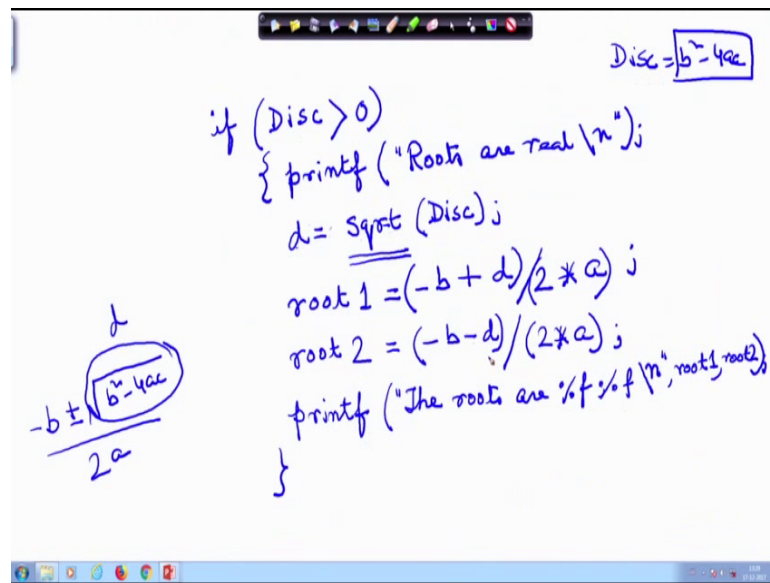 Disc = b² - 4ac
if (Disc > 0)
{ printf ("Roots are real \n");
d = sqrt (Disc) ;
root 1 = (-b + d)/(2 * a) ;
root 2 = (-b - d)/(2 * a) ;
printf ("The roots are %f %f \n", root1, root2);
}
d
-b ± √b² - 4ac
2a